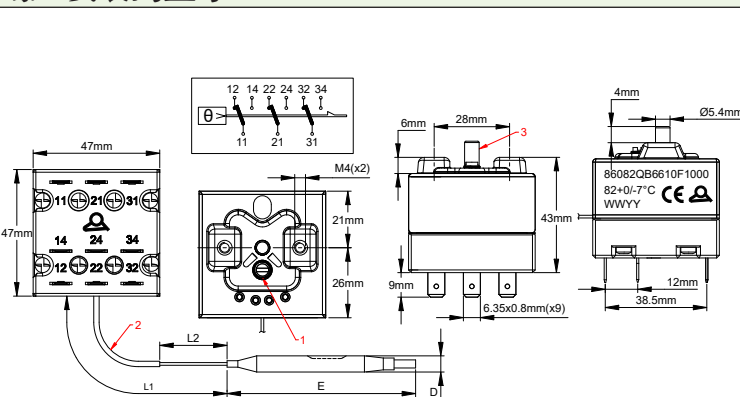 12 14 22 24 32 34
θ
11 21 31
47mm
47mm
11 21 31
14 24 34
12 22 32
M4(x2)
21mm
26mm
1
28mm
6mm
3
43mm
9mm
6.35x0.8mm(x9)
4mm
Ø5.4mm
86082QB6610F1000
82+0/-7°C
WWYY
CE
12mm
38.5mm
2
L2
L1
E
D